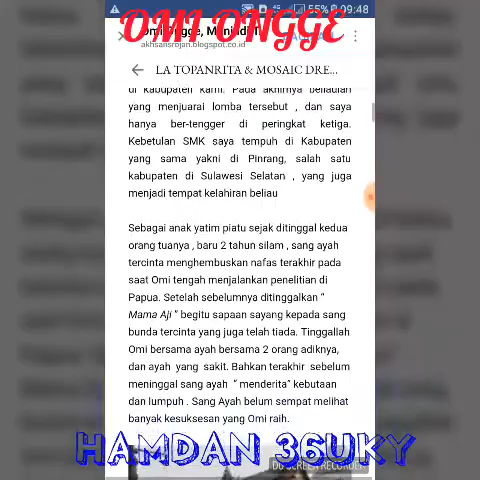 OMI ONGGE
55% 09:48
akhsansrojan.blogspot.co.id
LA TOPANRITA & MOSAIC DRE...
di kabupaten kami. Pada akhirnya beliaulah
yang menjuarai lomba tersebut , dan saya
hanya ber-tengger di peringkat ketiga.
Kebetulan SMK saya tempuh di Kabupaten
yang sama yakni di Pinrang, salah satu
kabupaten di Sulawesi Selatan , yang juga
menjadi tempat kelahiran beliau
Sebagai anak yatim piatu sejak ditinggal kedua
orang tuanya , baru 2 tahun silam , sang ayah
tercinta menghembuskan nafas terakhir pada
saat Omi tengah menjalankan penelitian di
Papua. Setelah sebelumnya ditinggalkan “
Mama Aji ” begitu sapaan sayang kepada sang
bunda tercinta yang juga telah tiada. Tinggallah
Omi bersama ayah bersama 2 orang adiknya,
dan ayah yang sakit. Bahkan terakhir sebelum
meninggal sang ayah “ menderita“ kebutaan
dan lumpuh . Sang Ayah belum sempat melihat
banyak kesuksesan yang Omi raih.
HAMDAN 36UKY
DU SCREEN RECORDER